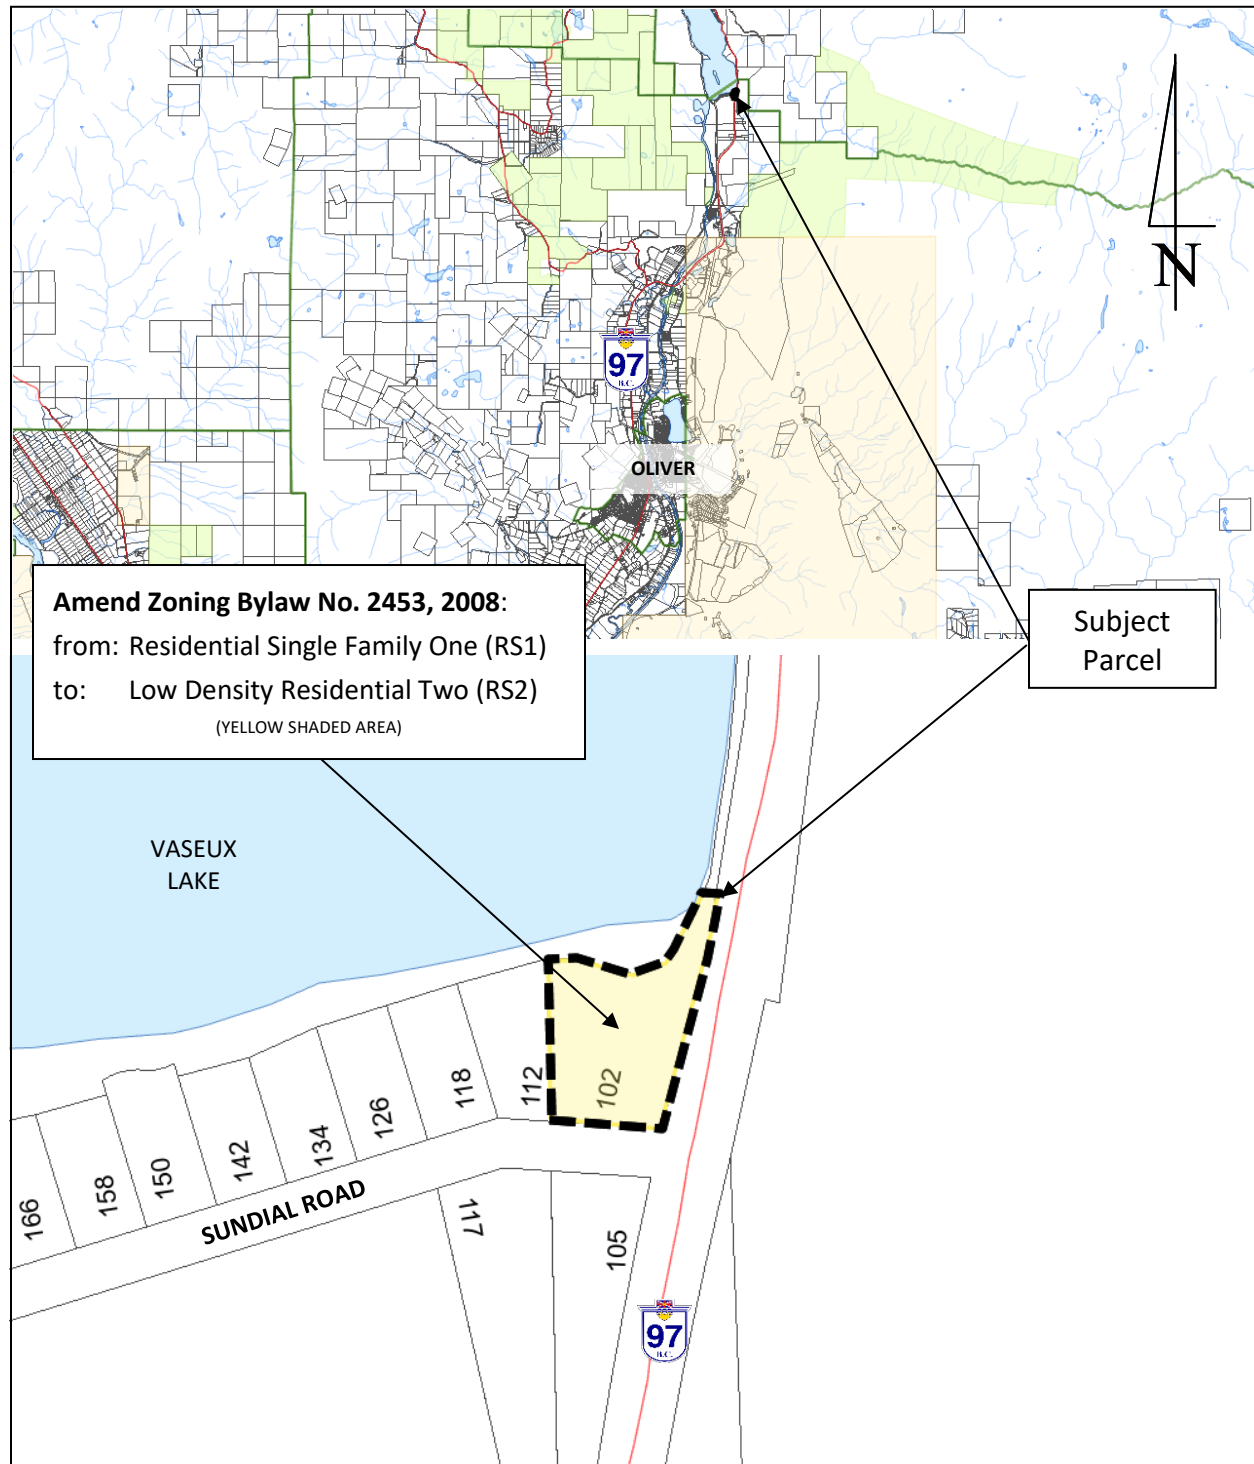 N
97
B.C.
OLIVER
Amend Zoning Bylaw No. 2453, 2008:
from: Residential Single Family One (RS1)
to: Low Density Residential Two (RS2)
(YELLOW SHADED AREA)
Subject
Parcel
VASEUX
LAKE
102
112
118
126
134
142
150
158
166
SUNDIAL ROAD
117
105
97
B.C.